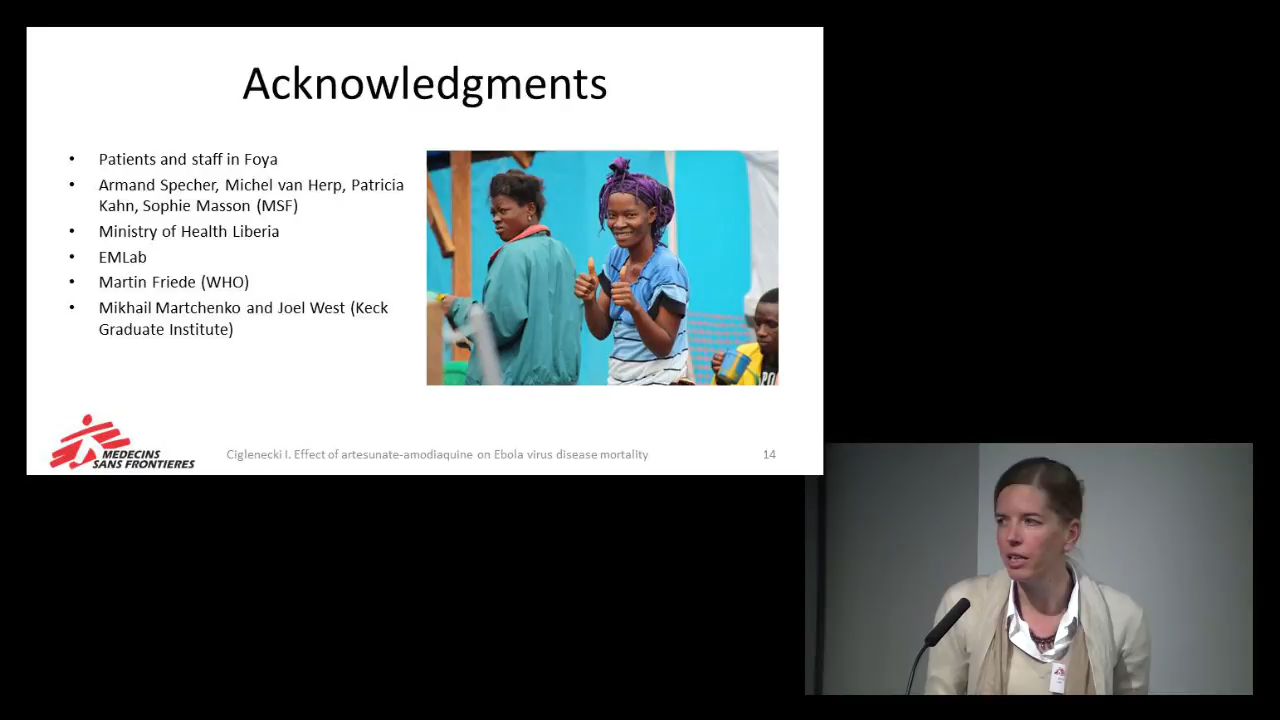 Acknowledgments
• Patients and staff in Foya
• Armand Specher, Michel van Herp, Patricia
Kahn, Sophie Masson (MSF)
• Ministry of Health Liberia
• EMLab
• Martin Friede (WHO)
• Mikhail Martchenko and Joel West (Keck
Graduate Institute)
MEDECINS
SANS FRONTIERES
Ciglenecki I. Effect of artesunate-amodiaquine on Ebola virus disease mortality
14